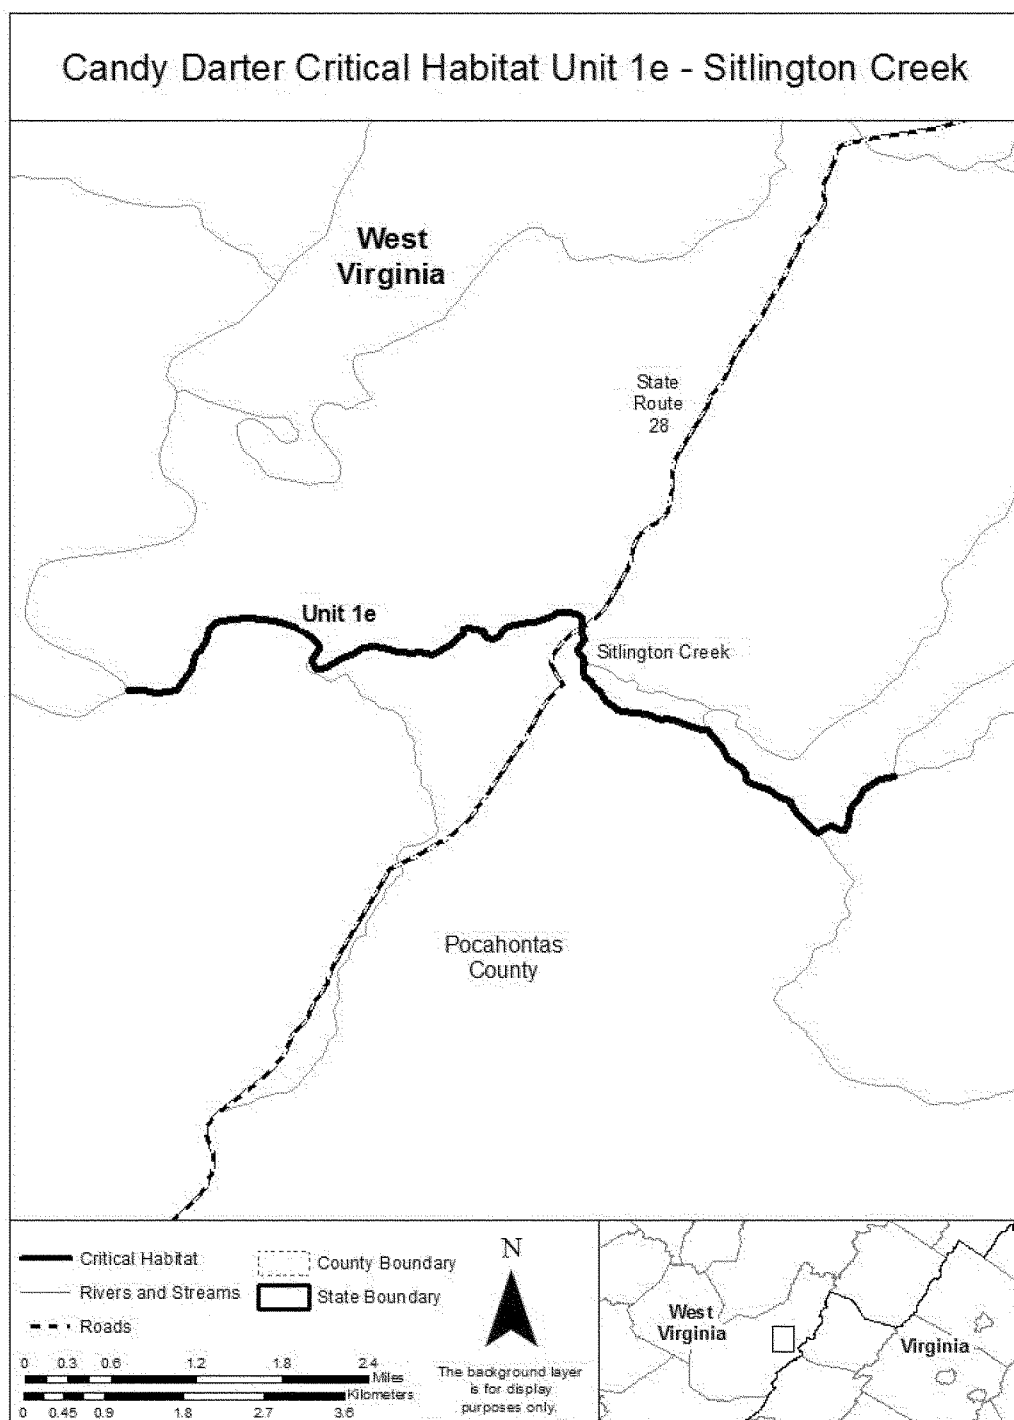 Candy Darter Critical Habitat Unit 1e - Sitlington Creek
West
Virginia
State
Route
28
Unit 1e
Sitlington Creek
Pocahontas
County
Critical Habitat
Rivers and Streams
Roads
County Boundary
State Boundary
0 0.3 0.6 1.2 1.8 2.4
Miles
Kilometers
0 0.45 0.9 1.8 2.7 3.6
N
The background layer
is for display
purposes only.
West
Virginia
Virginia